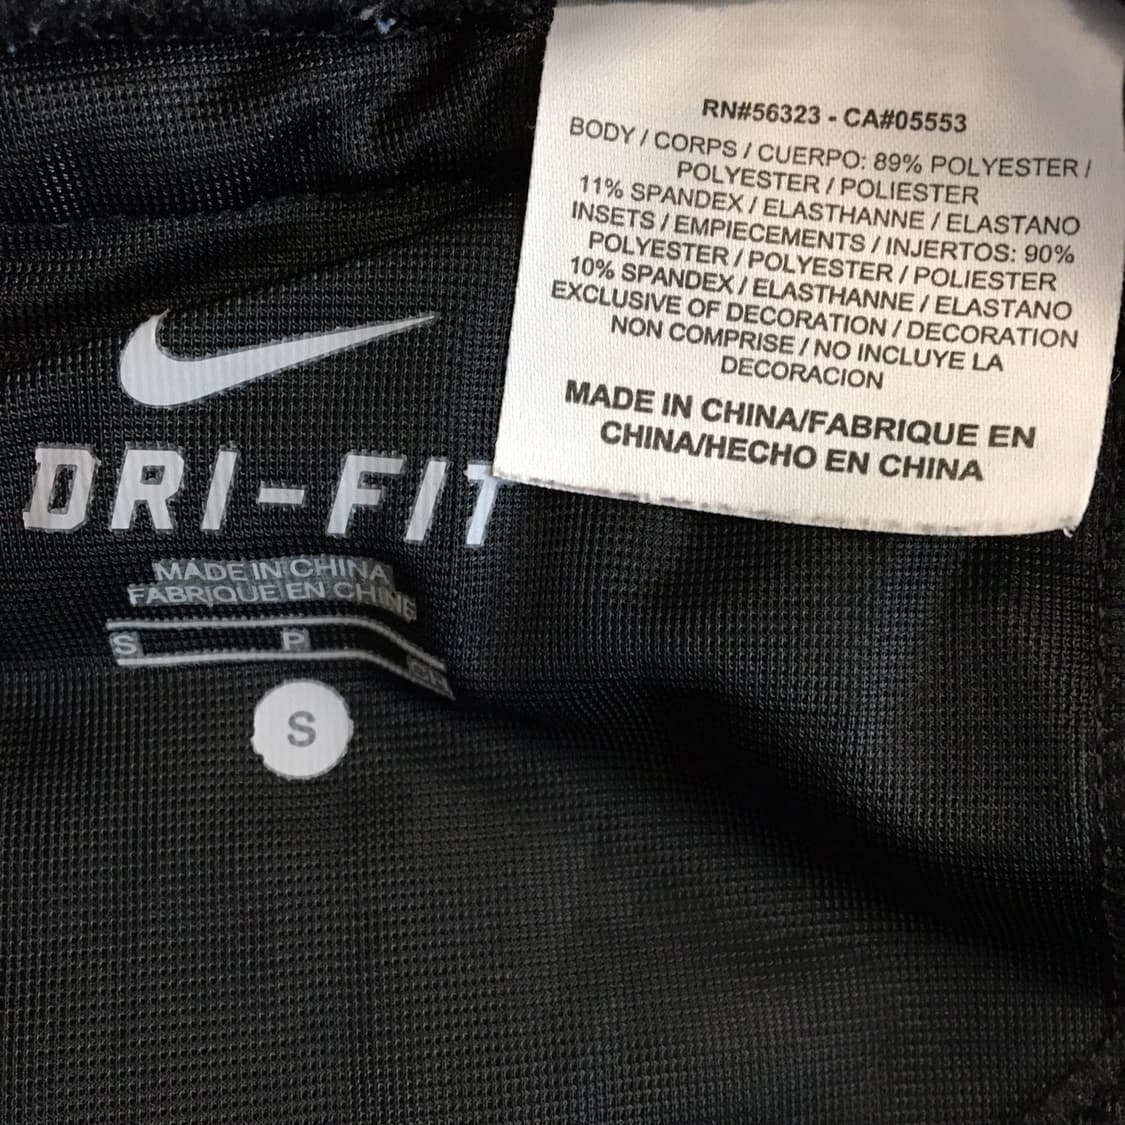 RN#56323 - CA#05553
BODY / CORPS / CUERPO: 89% POLYESTER /
POLYESTER / POLIESTER
11% SPANDEX / ELASTHANNE / ELASTANO
INSETS / EMPIECEMENTS / INJERTOS: 90%
POLYESTER / POLYESTER / POLIESTER
10% SPANDEX / ELASTHANNE / ELASTANO
EXCLUSIVE OF DECORATION / DECORATION
NON COMPRISE / NO INCLUYE LA
DECORACION
MADE IN CHINA/FABRIQUE EN
CHINA/HECHO EN CHINA
DRI-FIT
MADE IN CHINA
FABRIQUE EN CHINE
S P
S